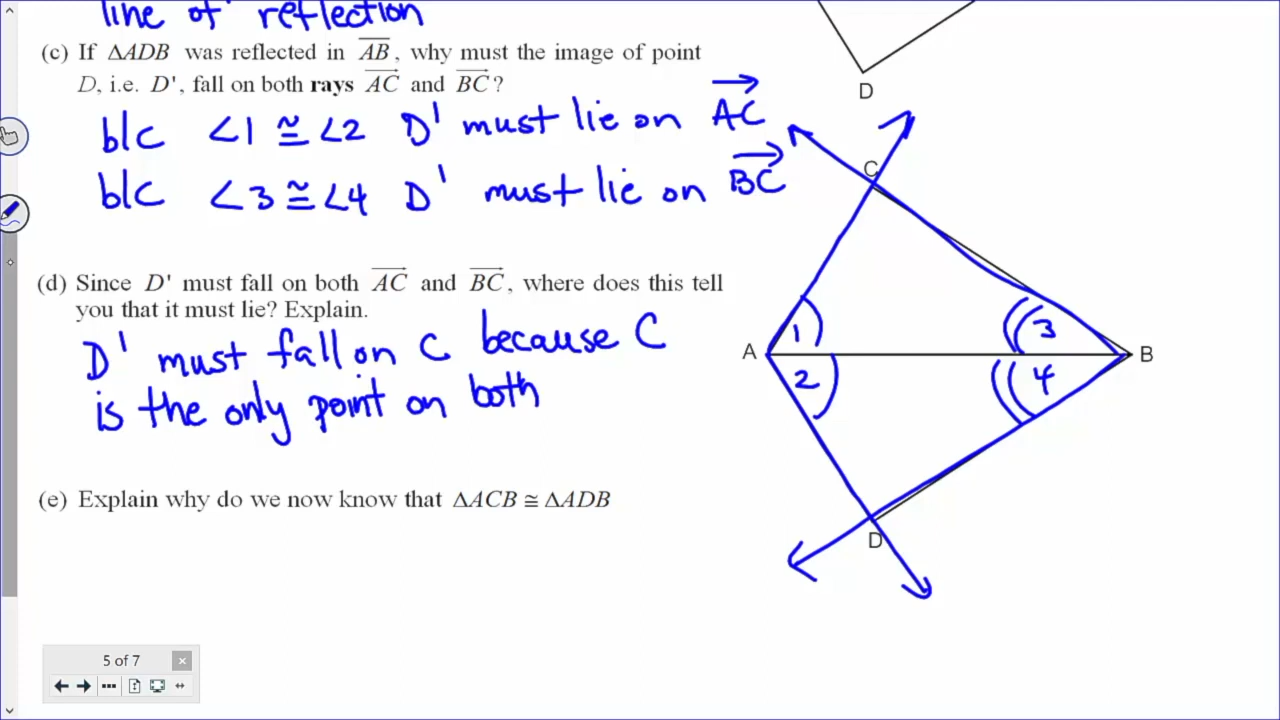 line of reflection
(c) If ΔADB was reflected in AB, why must the image of point
D, i.e. D', fall on both rays AC and BC?
b/c ∠1 ≅ ∠2 D' must lie on AC
b/c ∠3 ≅ ∠4 D' must lie on BC
(d) Since D' must fall on both AC and BC, where does this tell
you that it must lie? Explain.
D' must fall on C because C
is the only point on both
(e) Explain why do we now know that ΔACB ≅ ΔADB
D
C
A
1
2
3
4
B
D
5 of 7